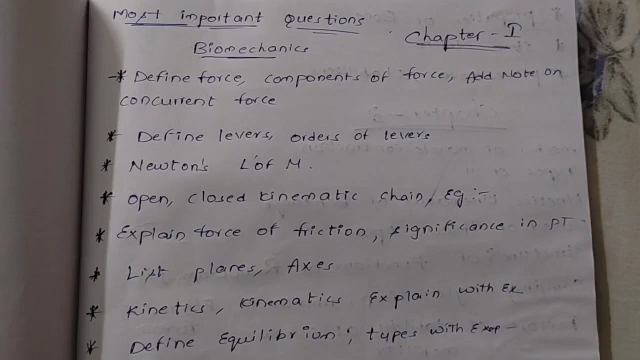 Most important Questions
Biomechanics
Chapter - I
* Define force, components of force, Add Note on
concurrent force
* Define levers, orders of levers
* Newton's L'of M.
* open, closed kinematic chain, Eg:-.
* Explain force of friction, significance in PT
* List planes, Axes
* Kinetics, kinematics Explain with Ex
* Define Equilibrium, types with